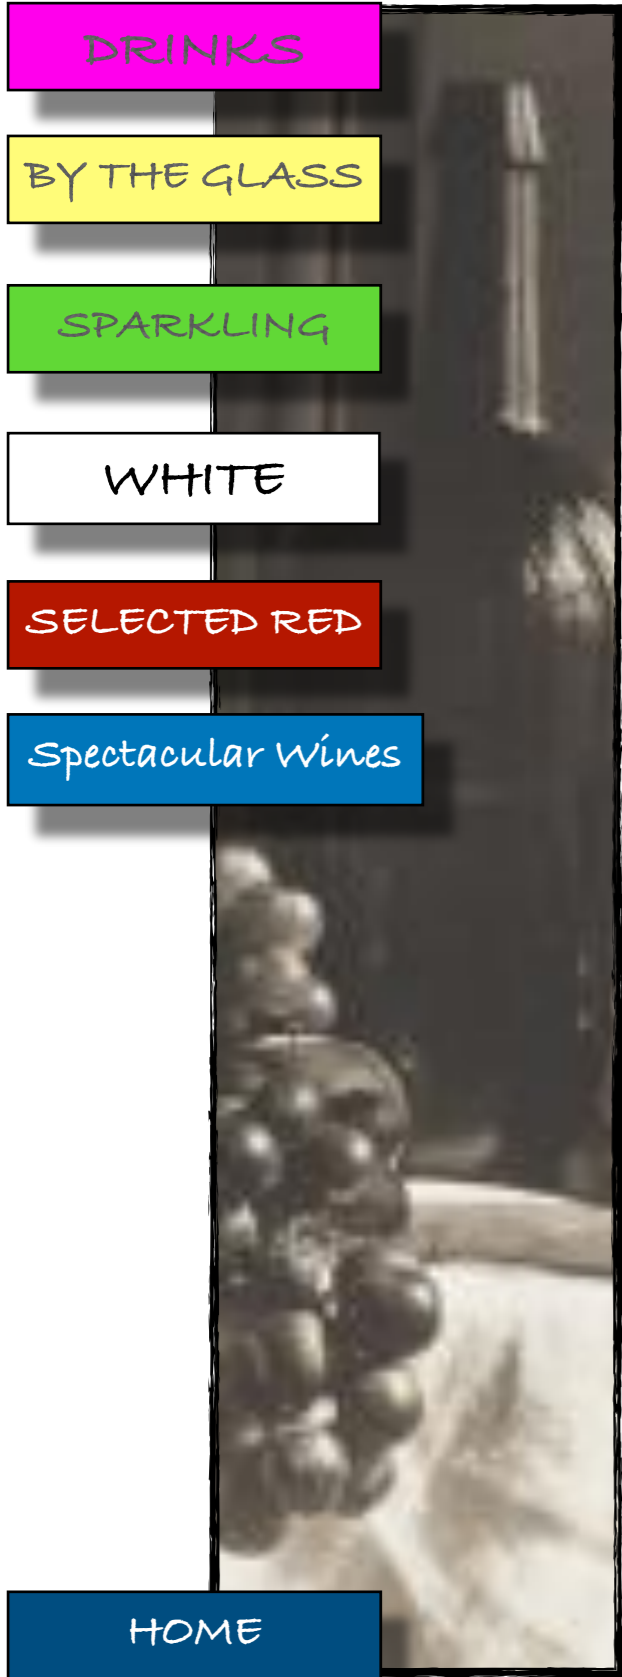 DRINKS
BY THE GLASS
SPARKLING
WHITE
SELECTED RED
Spectacular Wines
HOME